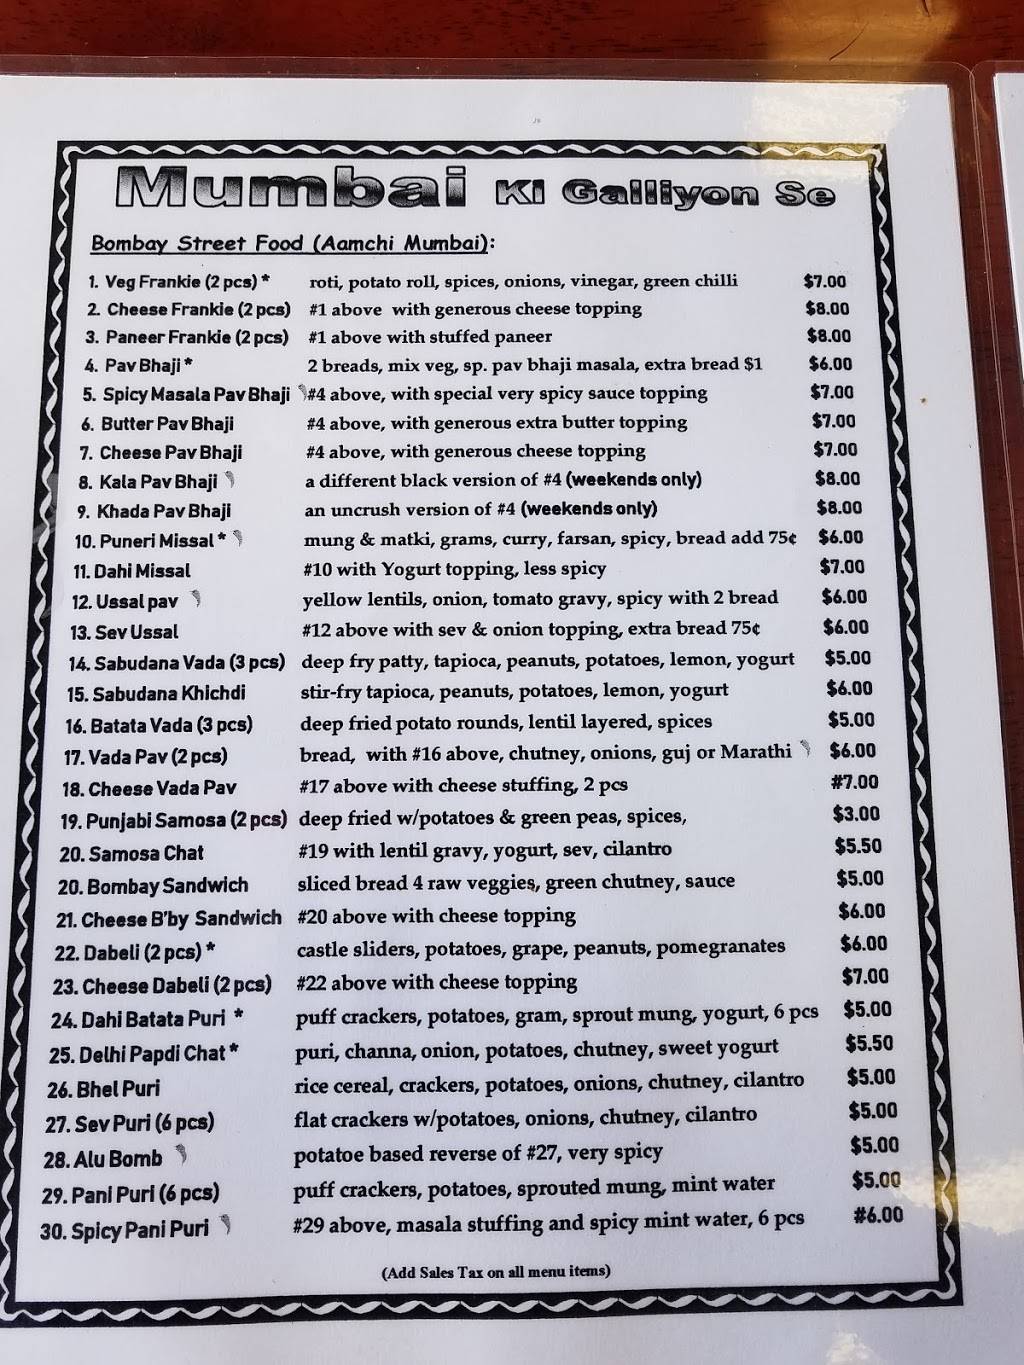 Mumbai Ki Galliyon Se
Bombay Street Food (Aamchi Mumbai):
1. Veg Frankie (2 pcs) * roti, potato roll, spices, onions, vinegar, green chilli $7.00
2. Cheese Frankie (2 pcs) #1 above with generous cheese topping $8.00
3. Paneer Frankie (2 pcs) #1 above with stuffed paneer $8.00
4. Pav Bhaji * 2 breads, mix veg, sp. pav bhaji masala, extra bread $1 $6.00
5. Spicy Masala Pav Bhaji #4 above, with special very spicy sauce topping $7.00
6. Butter Pav Bhaji #4 above, with generous extra butter topping $7.00
7. Cheese Pav Bhaji #4 above, with generous cheese topping $7.00
8. Kala Pav Bhaji a different black version of #4 (weekends only) $8.00
9. Khada Pav Bhaji an uncrush version of #4 (weekends only) $8.00
10. Puneri Missal * mung & matki, grams, curry, farsan, spicy, bread add 75¢ $6.00
11. Dahi Missal #10 with Yogurt topping, less spicy $7.00
12. Ussal pav yellow lentils, onion, tomato gravy, spicy with 2 bread $6.00
13. Sev Ussal #12 above with sev & onion topping, extra bread 75¢ $6.00
14. Sabudana Vada (3 pcs) deep fry patty, tapioca, peanuts, potatoes, lemon, yogurt $5.00
15. Sabudana Khichdi stir-fry tapioca, peanuts, potatoes, lemon, yogurt $6.00
16. Batata Vada (3 pcs) deep fried potato rounds, lentil layered, spices $5.00
17. Vada Pav (2 pcs) bread, with #16 above, chutney, onions, guj or Marathi $6.00
18. Cheese Vada Pav #17 above with cheese stuffing, 2 pcs #7.00
19. Punjabi Samosa (2 pcs) deep fried w/potatoes & green peas, spices, $3.00
20. Samosa Chat #19 with lentil gravy, yogurt, sev, cilantro $5.50
20. Bombay Sandwich sliced bread 4 raw veggies, green chutney, sauce $5.00
21. Cheese B'by Sandwich #20 above with cheese topping $6.00
22. Dabeli (2 pcs) * castle sliders, potatoes, grape, peanuts, pomegranates $6.00
23. Cheese Dabeli (2 pcs) #22 above with cheese topping $7.00
24. Dahi Batata Puri * puff crackers, potatoes, gram, sprout mung, yogurt, 6 pcs $5.00
25. Delhi Papdi Chat * puri, channa, onion, potatoes, chutney, sweet yogurt $5.50
26. Bhel Puri rice cereal, crackers, potatoes, onions, chutney, cilantro $5.00
27. Sev Puri (6 pcs) flat crackers w/potatoes, onions, chutney, cilantro $5.00
28. Alu Bomb potatoe based reverse of #27, very spicy $5.00
29. Pani Puri (6 pcs) puff crackers, potatoes, sprouted mung, mint water $5.00
30. Spicy Pani Puri #29 above, masala stuffing and spicy mint water, 6 pcs #6.00
(Add Sales Tax on all menu items)